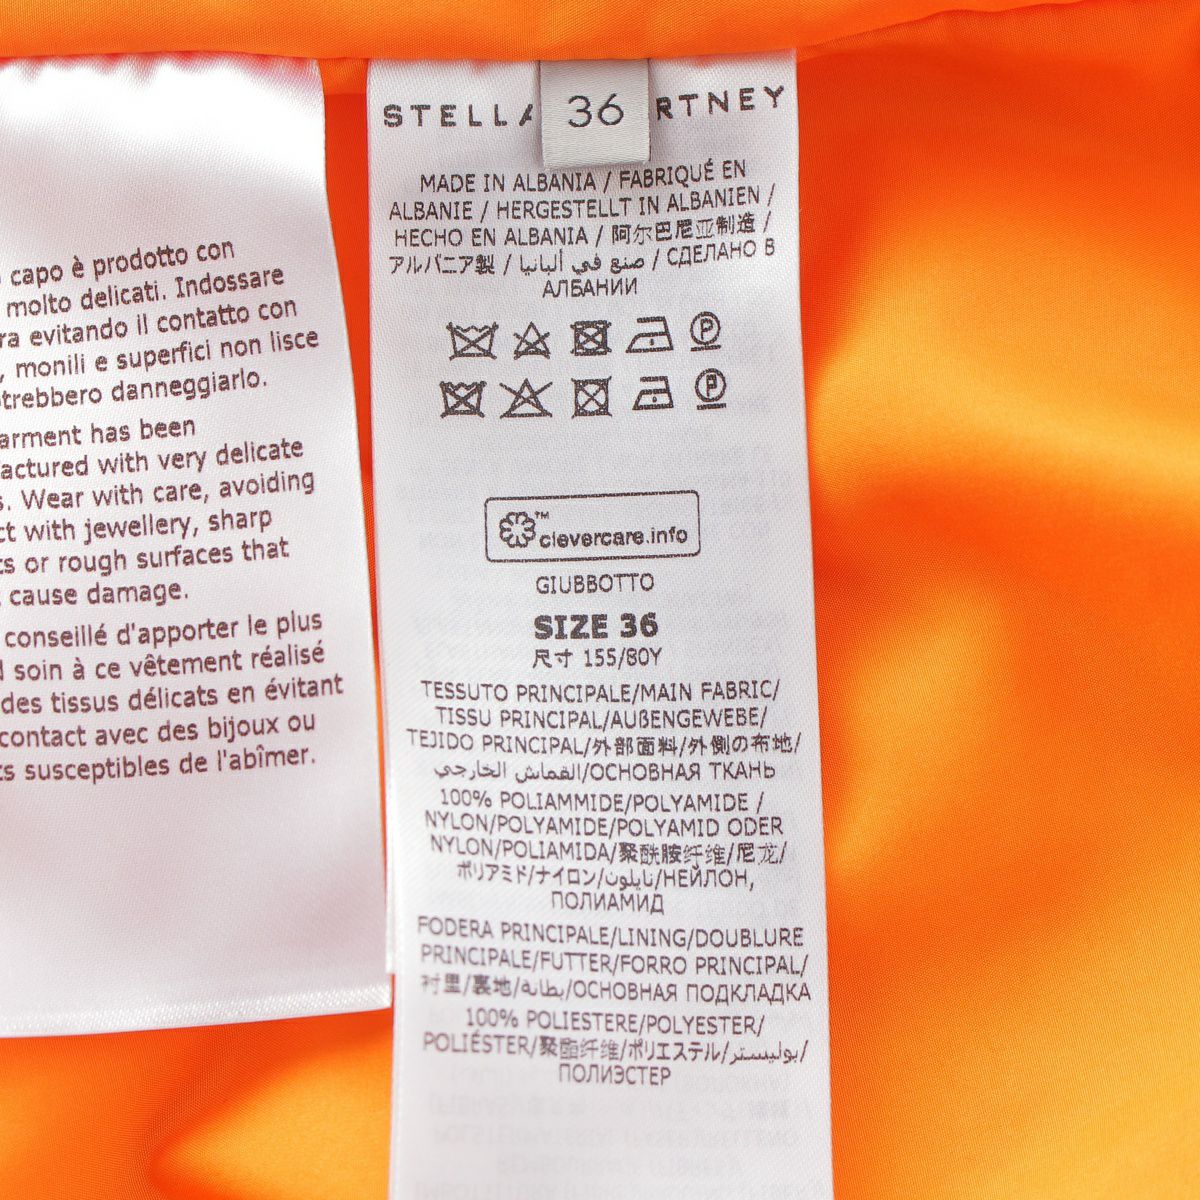 capo è prodotto con
molto delicati. Indossare
evitando il contatto con
monili e superfici non lisce
danneggiarlo.
has been
with very delicate
Wear with care, avoiding
with jewellery, sharp
or rough surfaces that
cause damage.
conseillé d'apporter le plus
soin à ce vêtement réalisé
des tissus délicats en évitant
contact avec des bijoux ou
susceptibles de l'abîmer.
STELLA
36
MADE IN ALBANIA / FABRIQUÉ EN
ALBANIE / HERGESTELLT IN ALBANIEN /
HECHO EN ALBANIA / 阿尔巴尼亚制造 /
アルバニア製 / صنع في ألبانيا / СДЕЛАНО В
АЛБАНИИ
P
P
clevercare.info™
GIUBBOTTO
SIZE 36
尺寸 155/80Y
TESSUTO PRINCIPALE/MAIN FABRIC/
TISSU PRINCIPAL/AUßENGEWEBE/
TEJIDO PRINCIPAL/外部面料/外側の布地/
القماش الخارجي/ОСНОВНАЯ ТКАНЬ
100% POLIAMMIDE/POLYAMIDE /
NYLON/POLYAMIDE/POLYAMID ODER
NYLON/POLIAMIDA/聚酰胺纤维/尼龙/
ポリアミド/ナイロン/نايلون/НЕЙЛОН,
ПОЛИАМИД
FODERA PRINCIPALE/LINING/DOUBLURE
PRINCIPALE/FUTTER/FORRO PRINCIPAL/
衬里/裏地/بطانة/ОСНОВНАЯ ПОДКЛАДКА
100% POLIESTERE/POLYESTER/
POLIÉSTER/聚酯纤维/ポリエステル/بوليستر/
ПОЛИЭСТЕР